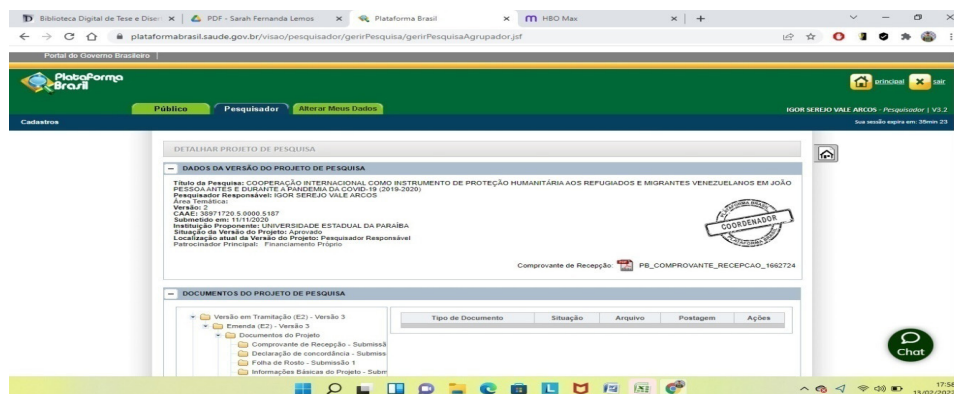 Biblioteca Digital de Tese e Disser
PDF - Sarah Fernanda Lemos
Plataforma Brasil
HBO Max
plataformabrasil.saude.gov.br/visao/pesquisador/gerirPesquisa/gerirPesquisaAgrupador.jsf
Portal do Governo Brasileiro
Plataforma Brasil
principal
sair
Público
Pesquisador
Alterar Meus Dados
IGOR SEREJO VALE ARCOS - Pesquisador | V3.2
Cadastros
Sua sessão expira em: 35min 23
DETALHAR PROJETO DE PESQUISA
DADOS DA VERSÃO DO PROJETO DE PESQUISA
Título da Pesquisa: COOPERAÇÃO INTERNACIONAL COMO INSTRUMENTO DE PROTEÇÃO HUMANITÁRIA AOS REFUGIADOS E MIGRANTES VENEZUELANOS EM JOÃO
PESSOA ANTES E DURANTE A PANDEMIA DA COVID-19 (2019-2020)
Pesquisador Responsável: IGOR SEREJO VALE ARCOS
Área Temática:
Versão: 2
CAAE: 38971720.5.0000.5187
Submetido em: 11/11/2020
Instituição Proponente: UNIVERSIDADE ESTADUAL DA PARAÍBA
Situação da Versão do Projeto: Aprovado
Localização atual da Versão do Projeto: Pesquisador Responsável
Patrocinador Principal: Financiamento Próprio
PLATAFORMA BRASIL
COORDENADOR
PLATAFORMA BRASIL
Comprovante de Recepção: PB_COMPROVANTE_RECEPCAO_1662724
DOCUMENTOS DO PROJETO DE PESQUISA
Versão em Tramitação (E2) - Versão 3
Emenda (E2) - Versão 3
Documentos do Projeto
Comprovante de Recepção - Submissã
Declaração de concordância - Submiss
Folha de Rosto - Submissão 1
Informações Básicas do Projeto - Subm
Tipo de Documento
Situação
Arquivo
Postagem
Ações
Chat
17:58